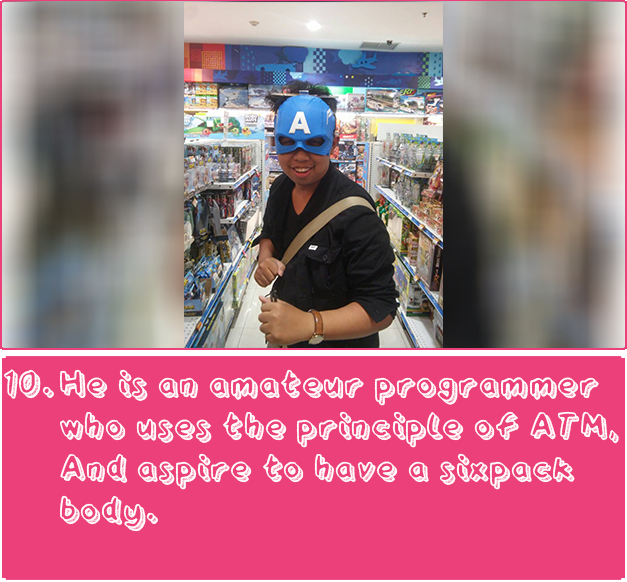 A
10. He is an amateur programmer
who uses the principle of ATM,
And aspire to have a sixpack
body.